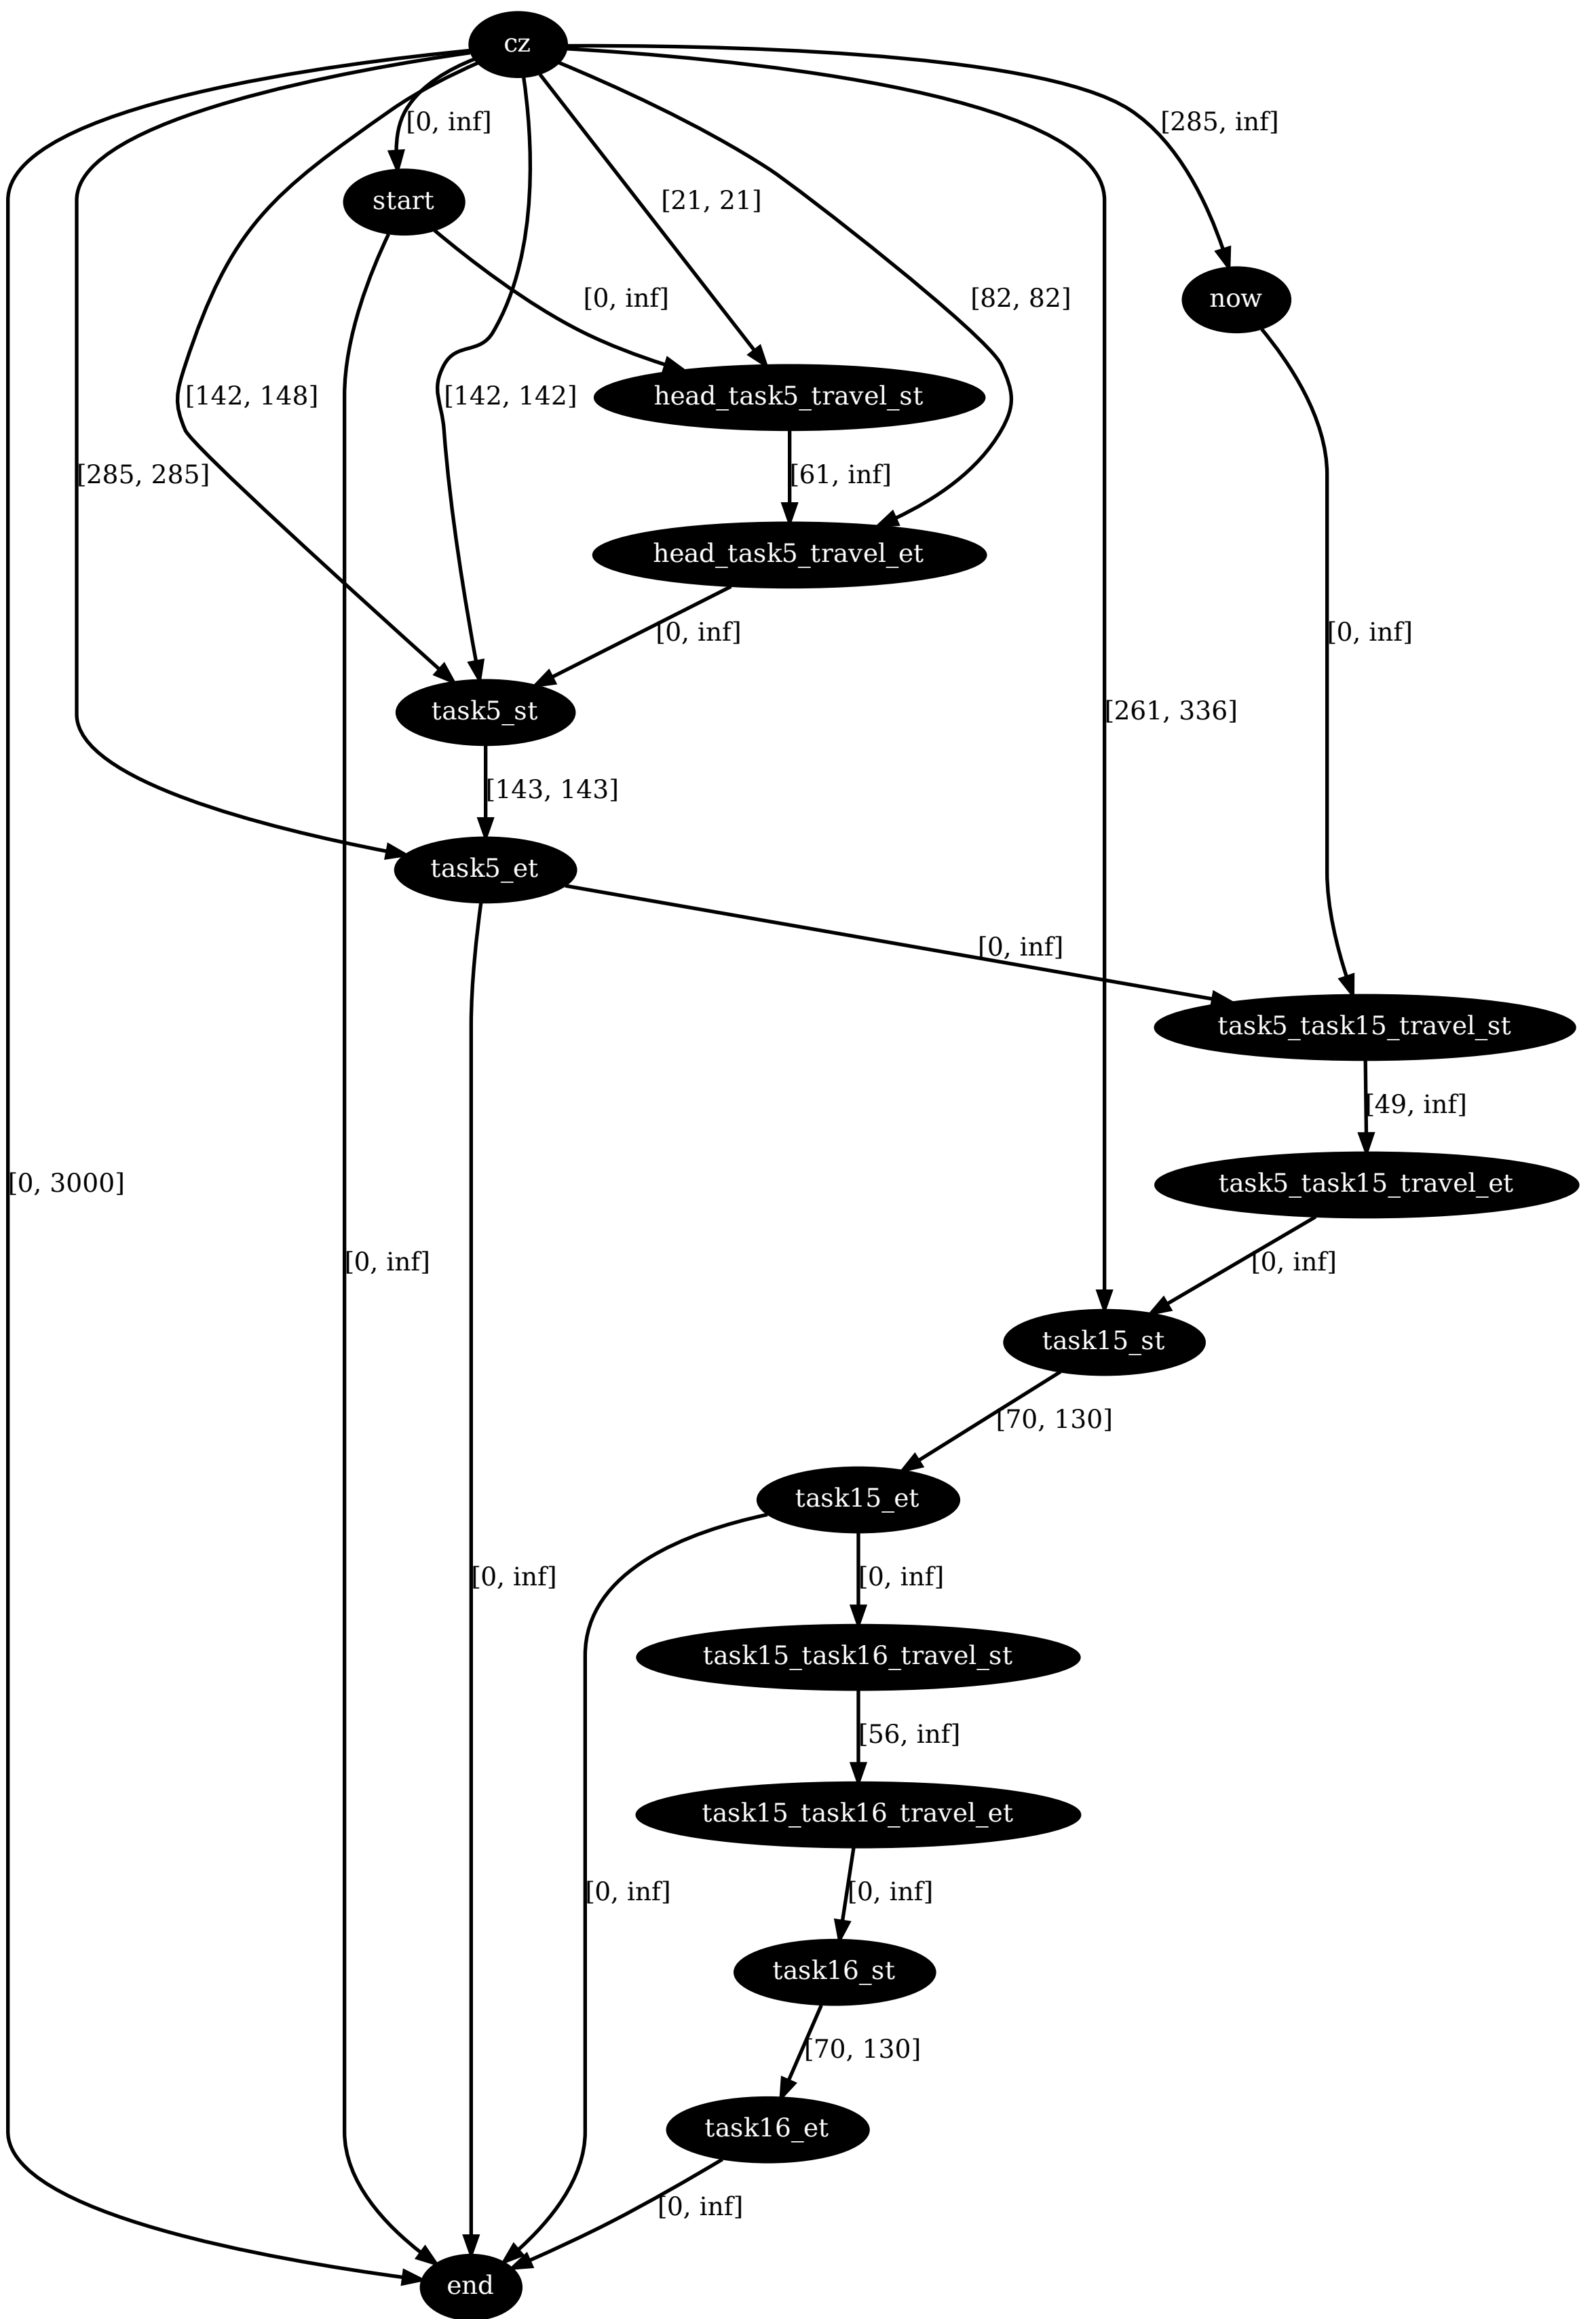 cz
[0, inf]
[285, inf]
start
[21, 21]
[0, inf]
[82, 82]
now
[142, 148]
[142, 142]
head_task5_travel_st
[285, 285]
[61, inf]
head_task5_travel_et
[0, inf]
[0, inf]
task5_st
[261, 336]
[143, 143]
task5_et
[0, inf]
task5_task15_travel_st
[49, inf]
[0, 3000]
task5_task15_travel_et
[0, inf]
[0, inf]
task15_st
[70, 130]
task15_et
[0, inf]
[0, inf]
task15_task16_travel_st
[56, inf]
task15_task16_travel_et
[0, inf]
[0, inf]
task16_st
[70, 130]
task16_et
[0, inf]
end